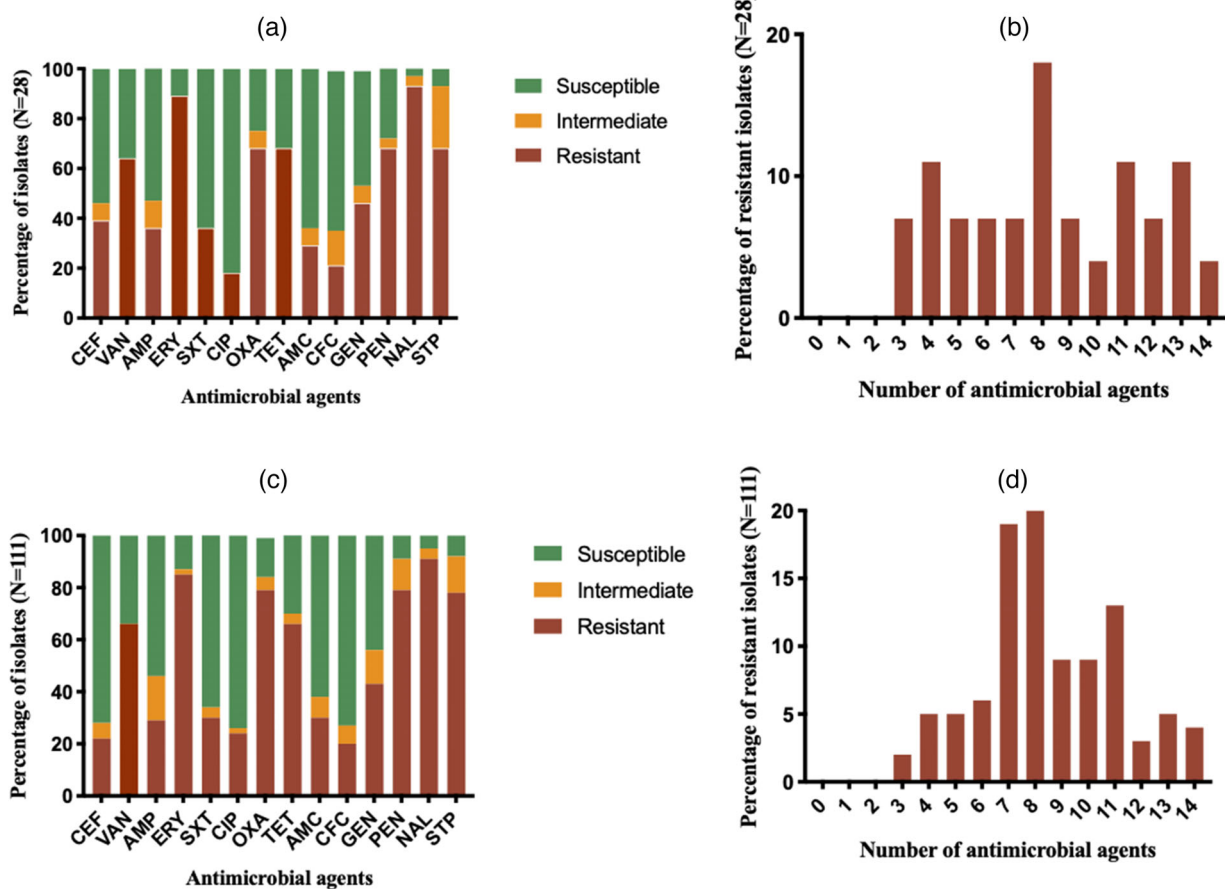 (a)
Percentage of isolates (N=28)
100
80
60
40
20
0
CEF VAN AMP ERY SXT CIP OXA TET AMC CFC GEN PEN NAL STP
Antimicrobial agents
Susceptible
Intermediate
Resistant
(b)
Percentage of resistant isolates (N=28)
20
10
0
0 1 2 3 4 5 6 7 8 9 10 11 12 13 14
Number of antimicrobial agents
(c)
Percentage of isolates (N=111)
100
80
60
40
20
0
CEF VAN AMP ERY SXT CIP OXA TET AMC CFC GEN PEN NAL STP
Antimicrobial agents
Susceptible
Intermediate
Resistant
(d)
Percentage of resistant isolates (N=111)
20
15
10
5
0
0 1 2 3 4 5 6 7 8 9 10 11 12 13 14
Number of antimicrobial agents